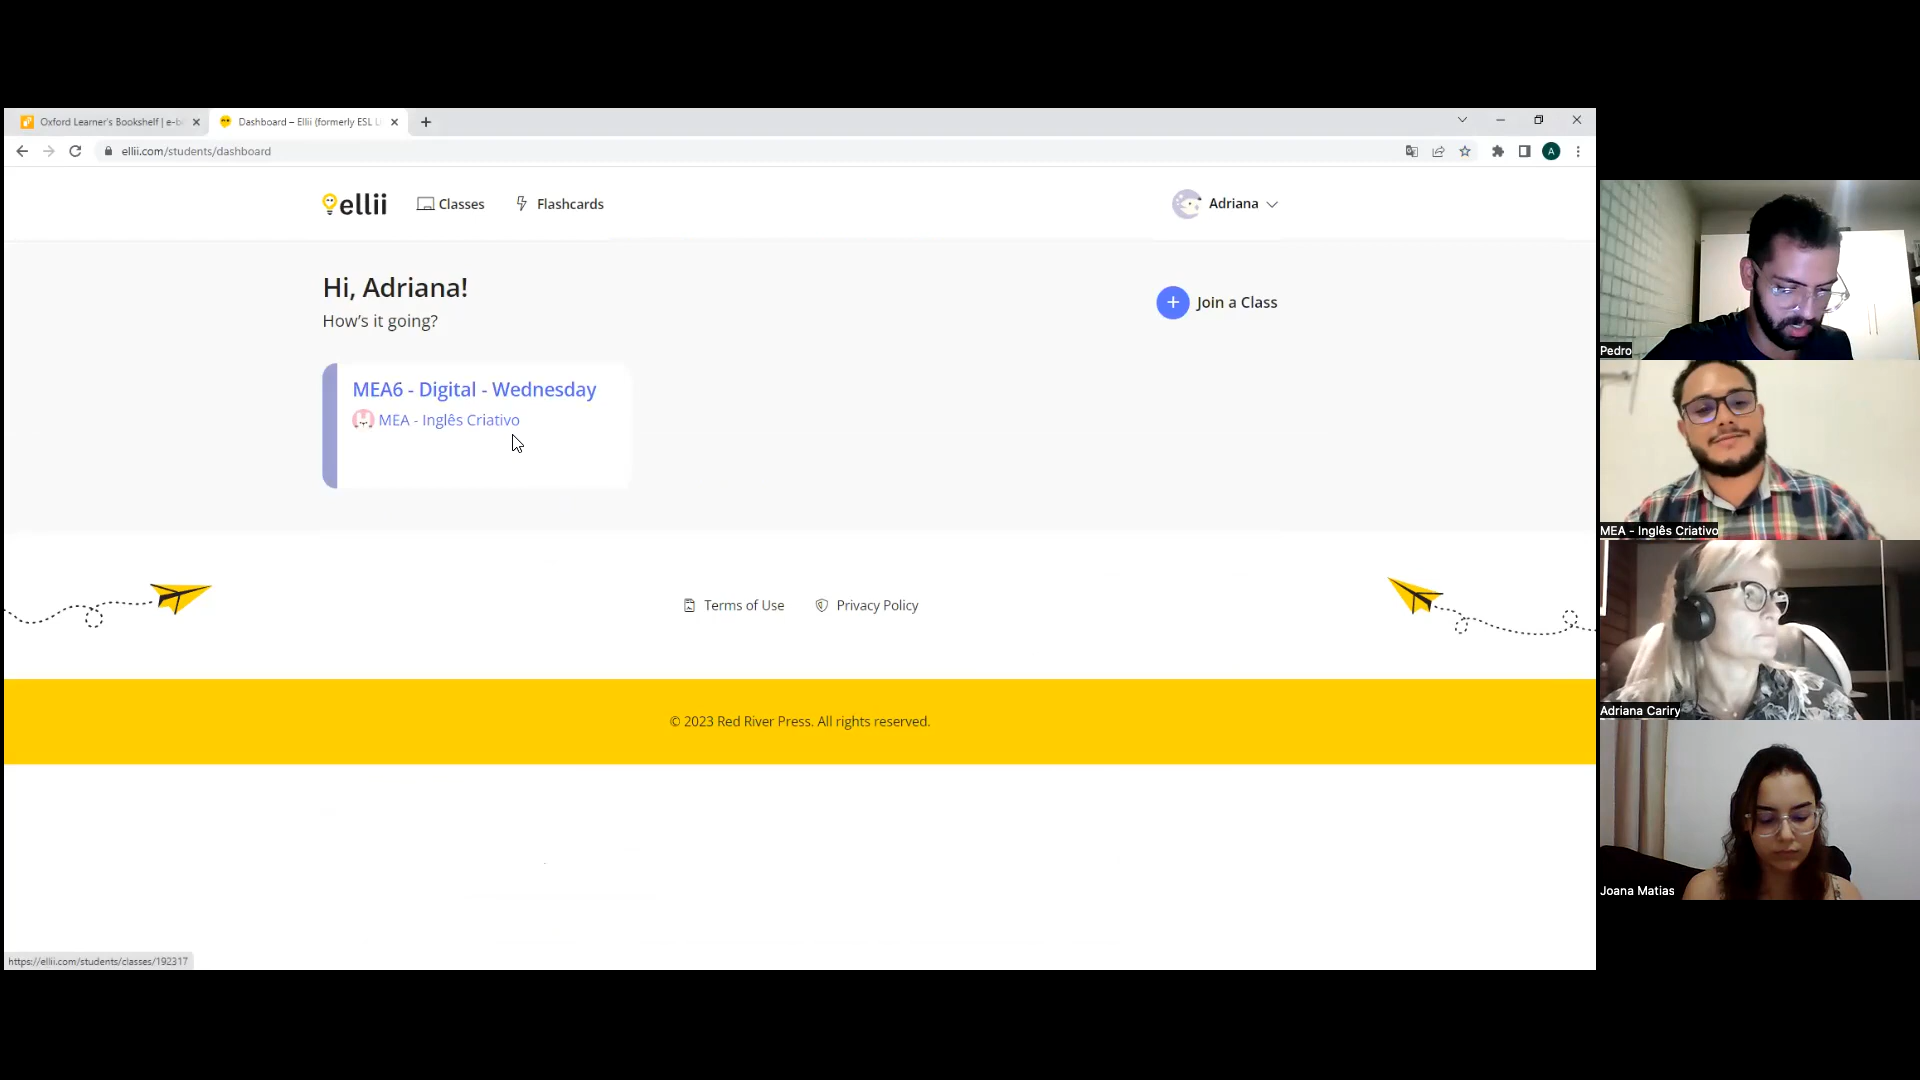 Oxford Learner's Bookshelf | e-b
Dashboard – Ellii (formerly ESL Li
ellii.com/students/dashboard
A
ellii
Classes
Flashcards
Adriana
Hi, Adriana!
How's it going?
Join a Class
MEA6 - Digital - Wednesday
MEA - Inglês Criativo
Terms of Use
Privacy Policy
© 2023 Red River Press. All rights reserved.
https://ellii.com/students/classes/192317
Pedro
MEA - Inglês Criativo
Adriana Cariry
Joana Matias